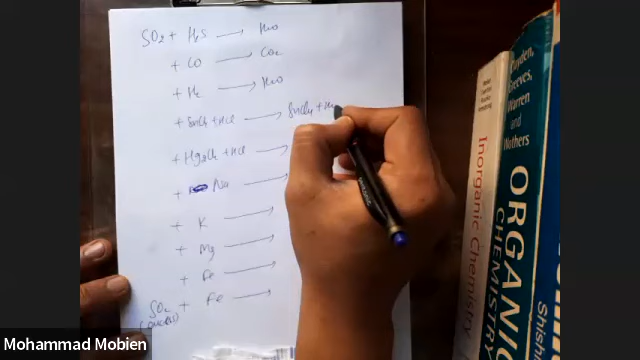 SO2 + H2S → H2O
+ CO → CO2
+ H2 → H2O
+ SnCl2 + HCl → SnCl4 + H2O
+ Hg2Cl2 + HCl →
+ Na →
+ K →
+ Mg →
+ Fe →
SO2 + Fe →
(excess)
Inorganic Chemistry
Clayden, Greeves, Warren and Wothers
ORGANIC CHEMISTRY
Mohammad Mobien